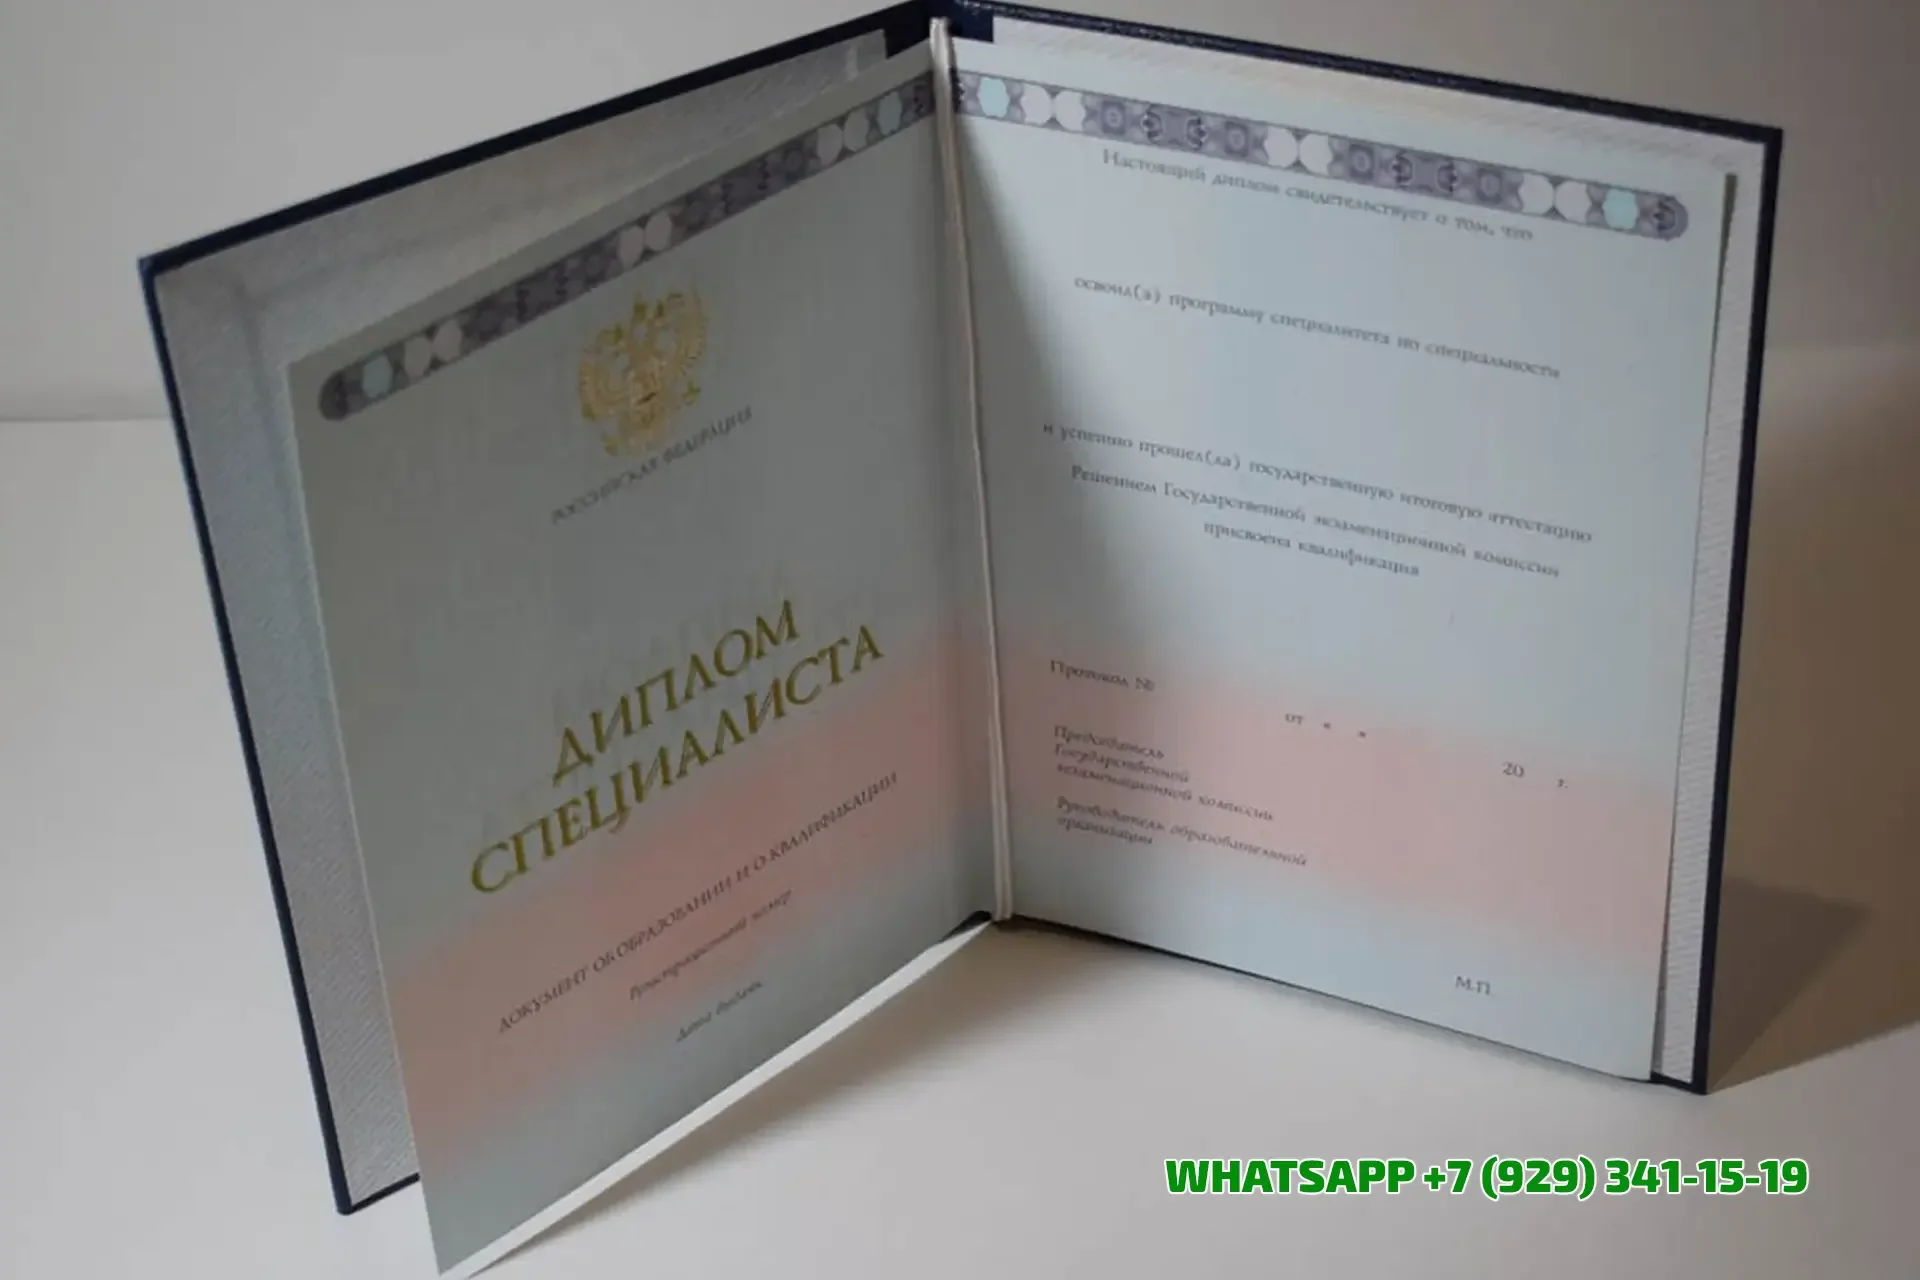 РОССИЙСКАЯ ФЕДЕРАЦИЯ
ДИПЛОМ
СПЕЦИАЛИСТА
ДОКУМЕНТ ОБ ОБРАЗОВАНИИ И О КВАЛИФИКАЦИИ
Регистрационный номер
Дата выдачи
Настоящий диплом свидетельствует о том, что
освоил(а) программу специалитета по специальности
и успешно прошел(ла) государственную итоговую аттестацию
Решением Государственной экзаменационной комиссии
присвоена квалификация
Протокол №
от « »
20 г.
Председатель
Государственной
экзаменационной комиссии
Руководитель образовательной
организации
М.П.
WHATSAPP +7 (929) 341-15-19